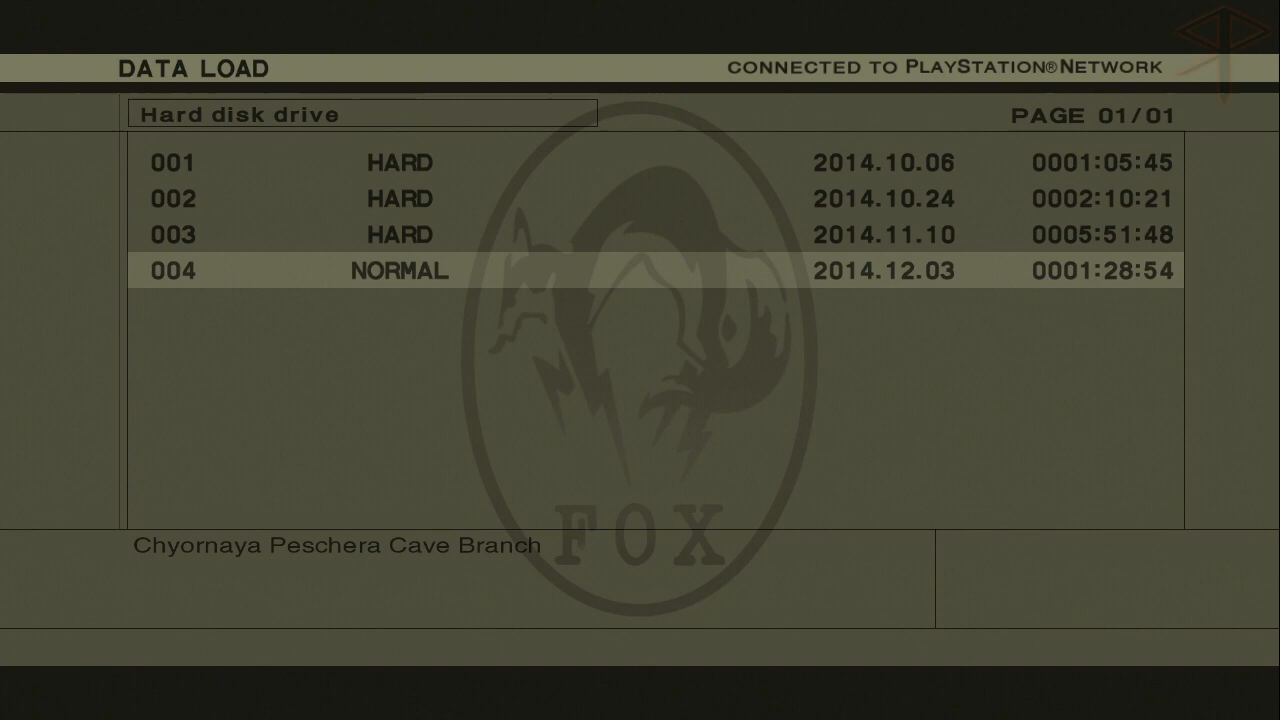 DATA LOAD CONNECTED TO PLAYSTATION®NETWORK
Hard disk drive PAGE 01/01
001 HARD 2014.10.06 0001:05:45
002 HARD 2014.10.24 0002:10:21
003 HARD 2014.11.10 0005:51:48
004 NORMAL 2014.12.03 0001:28:54
FOX
Chyornaya Peschera Cave Branch